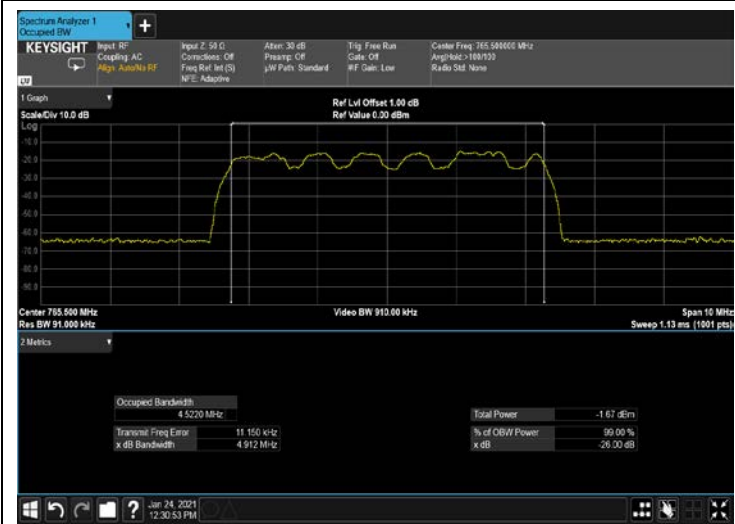 Spectrum Analyzer 1
Occupied BW
+
KEYSIGHT
Input: RF
Coupling: AC
Align: Auto/No RF
Input Z: 50 Ω
Corrections: Off
Freq Ref: Int (S)
NFE: Adaptive
Atten: 30 dB
Preamp: Off
µW Path: Standard
Trig: Free Run
Gate: Off
#IF Gain: Low
Center Freq: 765.500000 MHz
Avg|Hold:>100/100
Radio Std: None
1 Graph
Scale/Div 10.0 dB
Ref Lvl Offset 1.00 dB
Ref Value 0.00 dBm
Log
-10.0
-20.0
-30.0
-40.0
-50.0
-60.0
-70.0
-80.0
-90.0
Center 765.500 MHz
Res BW 91.000 kHz
Video BW 910.00 kHz
Span 10 MHz
Sweep 1.13 ms (1001 pts)
2 Metrics
Occupied Bandwidth
4.5220 MHz
Transmit Freq Error 11.150 kHz
x dB Bandwidth 4.912 MHz
Total Power -1.67 dBm
% of OBW Power 99.00 %
x dB -26.00 dB
?
Jan 24, 2021
12:30:53 PM